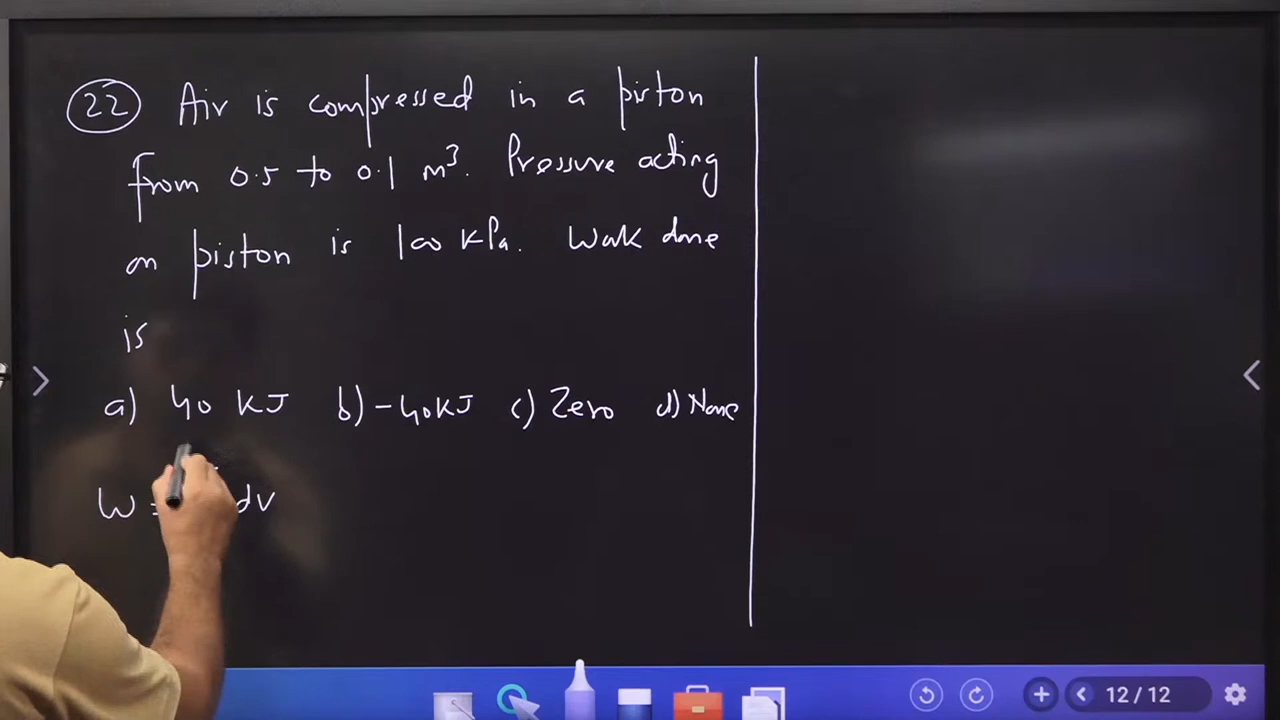 22 Air is compressed in a piston
from 0.5 to 0.1 m³. Pressure acting
on piston is 100 kPa. Work done
is
a) 40 kJ b) -40kJ c) Zero d) None
W = dv
12/12